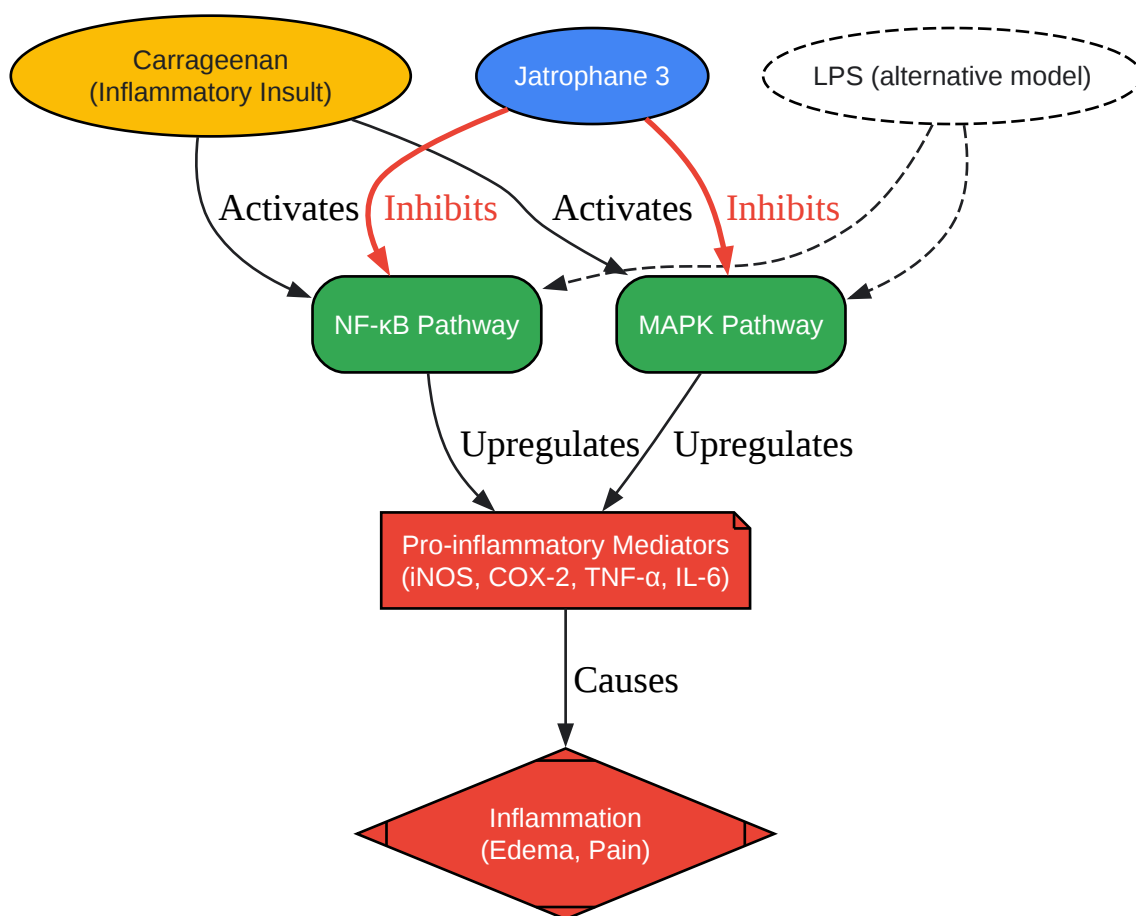 Carrageenan
(Inflammatory Insult)
Jatrophane 3
LPS (alternative model)
Activates
Inhibits
Activates
Inhibits
NF-κB Pathway
MAPK Pathway
Upregulates
Upregulates
Pro-inflammatory Mediators
(iNOS, COX-2, TNF-α, IL-6)
Causes
Inflammation
(Edema, Pain)